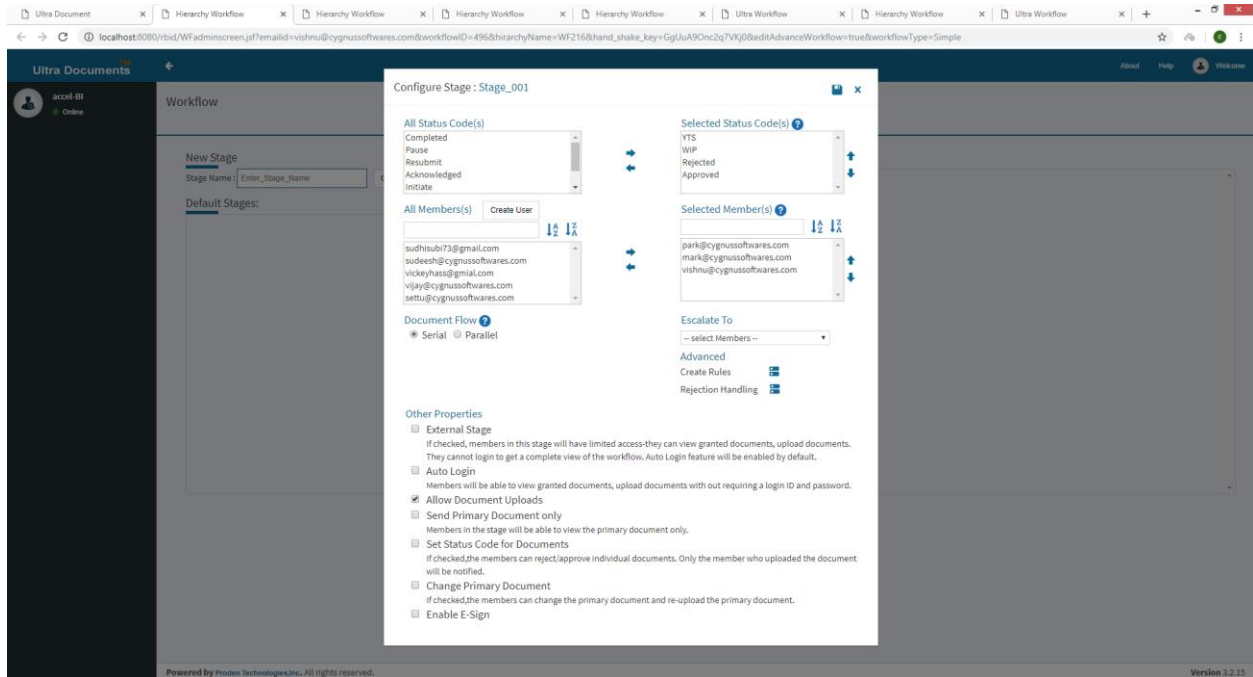 Ultra Document
Hierarchy Workflow
Hierarchy Workflow
Hierarchy Workflow
Hierarchy Workflow
Ultra Workflow
Hierarchy Workflow
Ultra Workflow
localhost:8080/rbid/WFadminscreen.jsf?emailid=vishnu@cygnussoftwares.com&workflowID=496&hirarchyName=WF216&hand_shake_key=GgUuA9Onc2q7VKj0&editAdvanceWorkflow=true&workflowType=Simple
Ultra Documents
About Help Welcome
accel-BI
Online
Workflow
New Stage
Stage Name : Enter_Stage_Name
Default Stages:
Configure Stage : Stage_001
All Status Code(s)
Completed
Pause
Resubmit
Acknowledged
Initiate
Selected Status Code(s)
YTS
WIP
Rejected
Approved
All Members(s) Create User
sudhisubi73@gmail.com
sudeesh@cygnussoftwares.com
vickeyhass@gmial.com
vijay@cygnussoftwares.com
settu@cygnussoftwares.com
Selected Member(s)
park@cygnussoftwares.com
mark@cygnussoftwares.com
vishnu@cygnussoftwares.com
Document Flow
Serial Parallel
Escalate To
-- select Members --
Advanced
Create Rules
Rejection Handling
Other Properties
External Stage
If checked, members in this stage will have limited access-they can view granted documents, upload documents.
They cannot login to get a complete view of the workflow. Auto Login feature will be enabled by default.
Auto Login
Members will be able to view granted documents, upload documents with out requiring a login ID and password.
Allow Document Uploads
Send Primary Document only
Members in the stage will be able to view the primary document only.
Set Status Code for Documents
If checked,the members can reject/approve individual documents. Only the member who uploaded the document
will be notified.
Change Primary Document
If checked,the members can change the primary document and re-upload the primary document.
Enable E-Sign
Powered by Proden Technologies,Inc. All rights reserved.
Version 3.2.15